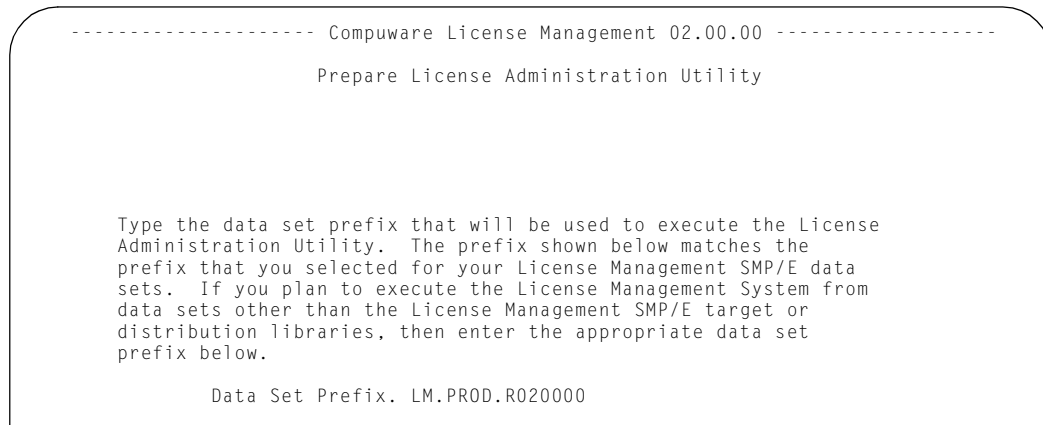 --------------------- Compuware License Management 02.00.00 -------------------
Prepare License Administration Utility
Type the data set prefix that will be used to execute the License
Administration Utility.  The prefix shown below matches the
prefix that you selected for your License Management SMP/E data
sets.  If you plan to execute the License Management System from
data sets other than the License Management SMP/E target or
distribution libraries, then enter the appropriate data set
prefix below.
Data Set Prefix. LM.PROD.R020000